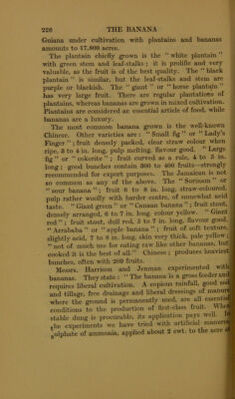 226 THE BANANA
Guiana under cultivation with plantains and bananas
amounts to 17,800 acres.
The plantain chiefly grown is the “ white plantain ”
with green stem and leaf-stalks ; it is prolific and very
valuable, as the fruit is of the best quality. The “ black
plantain ” is similar, but the leaf-stalks and stem are
purple or blackish. The “ giant ” or “ horse plantain ”
has very large fruit. There are regular plantations of
plantains, whereas bananas are grown in mixed cultivation.
Plantains are considered an essential article of food, while
bananas are a luxury.
The most common banana grown is the well-known
Chinese. Other varieties are : “ Small fig ” or “ Lady's
Finger ” ; fruit densely packed, clear straw colour when
ripe, 3 to 4 in. long, pulp melting, flavour good. “ Large
fig ” or “ cokerite ” ; fruit curved as a rule, 4 to 5 in.
long ; good bunches contain 300 to 400 fruits—strongly
recommended for export purposes. The Jamaican is not
so common as any of the above. The “ Surinam ” or
“ sour banana ” ; fruit 6 to 8 in. long, straw-coloured,
pulp rather woolly with harder centre, of somewhat acid
taste. “ Giant green ” or “ Cuman banana ” ; fruit stout,
densely arranged, 6 to 7 in. long, colour yellow. “ Giant
red ” ; fruit stout, dull red, 5 to 7 in. long, flavour good.
“ Arrababa ” or “ apple banana ” ; fruit of soft texture,
slightly acid, 7 to 8 in. long, skin very thick, pale yellow ;
“ not of much use for eating raw like other bananas, but
cooked it is the best of all.” Chinese ; produces heaviest
bunches, often with 200 fruits.
Messrs. Harrison and Jenman experimented with
bananas. They state : “ The banana is a gross feeder and
requires liberal cultivation. A copious rainfall, good soil
and tillage, free drainage and liberal dressings of manure
where the ground is permanently used, are all essential
conditions to the production of first-class fruit. When
stable dung is procurable, its application pays well. In
the experiments we have tried with artificial manures
sulphate of ammonia, applied about 2 cwt. to the acre